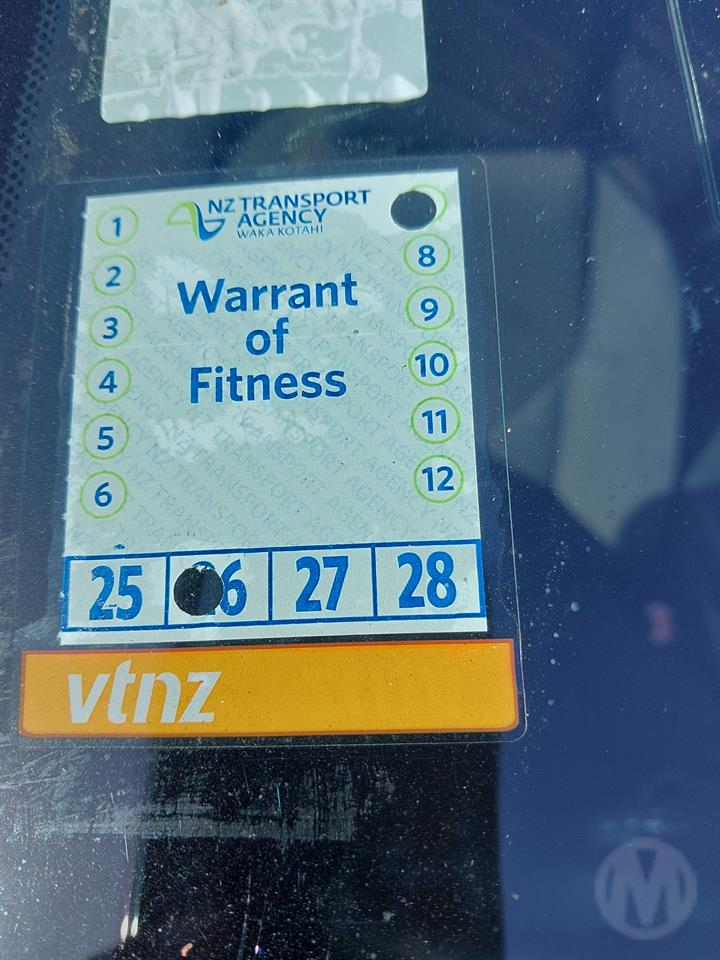 NZ TRANSPORT
AGENCY
WAKA KOTAHI
Warrant
of
Fitness
1
2
3
4
5
6
8
9
10
11
12
25
6
27
28
vtnz
M